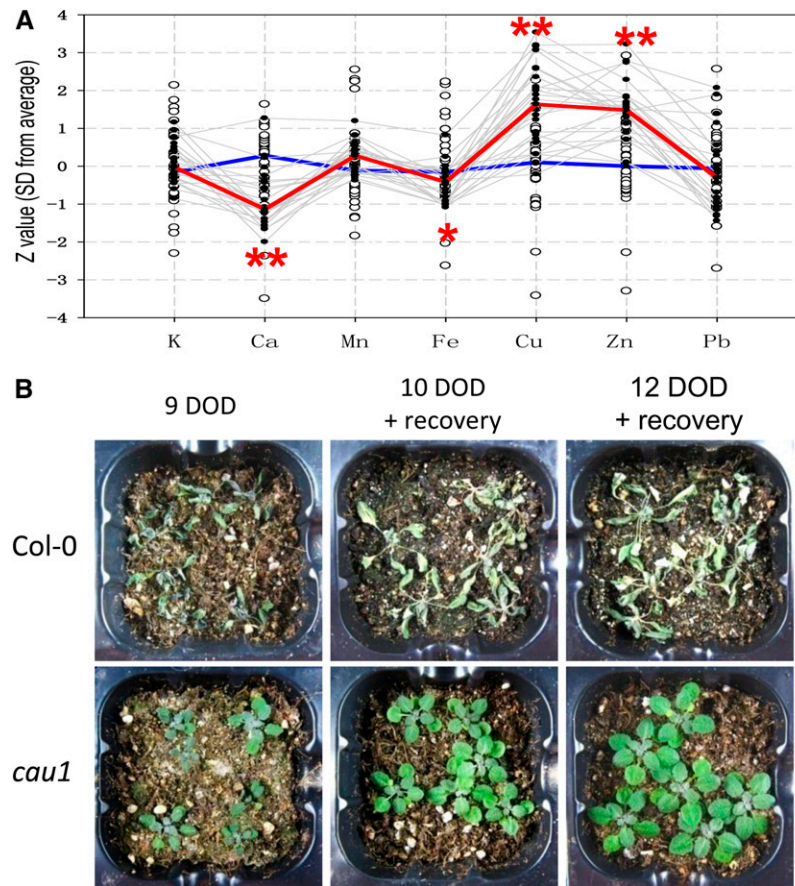 A
Z value (SD from average)
4
3
2
1
0
-1
-2
-3
-4
**
**
**
*
K Ca Mn Fe Cu Zn Pb
B
9 DOD
10 DOD
+ recovery
12 DOD
+ recovery
Col-0
cau1